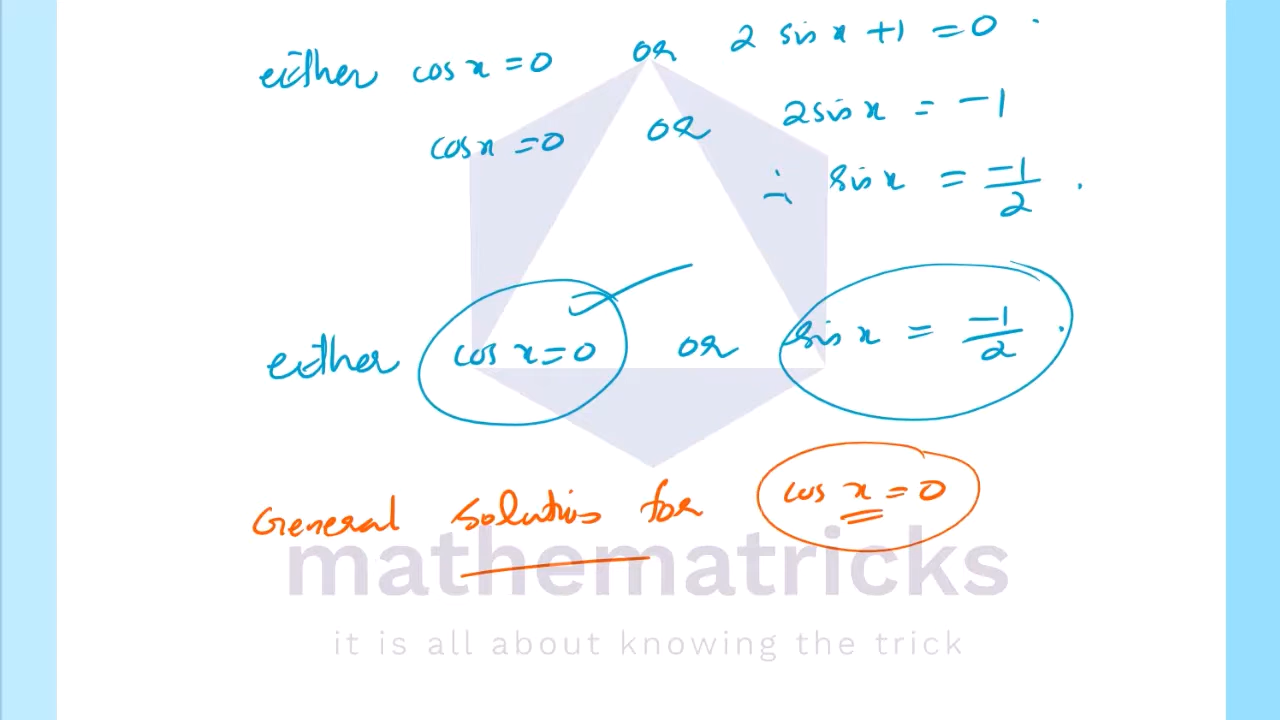 either cos x = 0 or 2 sin x + 1 = 0 .
cos x = 0 or 2 sin x = -1
∴ sin x = -1/2 .
either cos x = 0 or sin x = -1/2 .
General solution for cos x = 0
mathematricks
it is all about knowing the trick